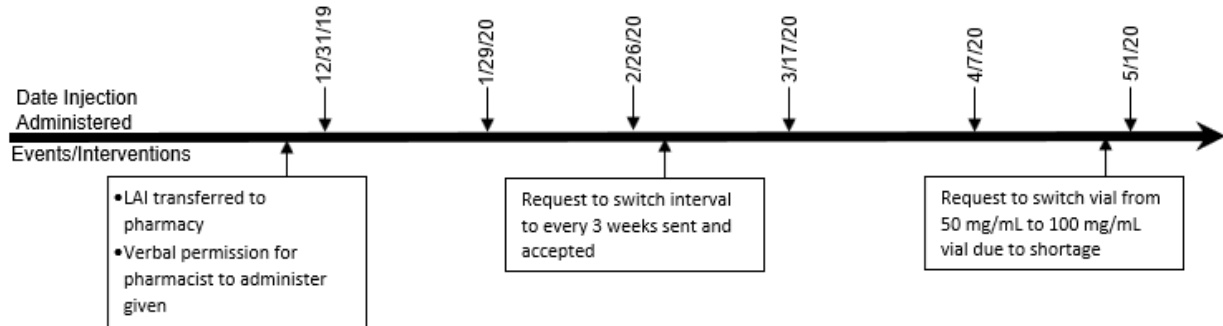 12/31/19
1/29/20
2/26/20
3/17/20
4/7/20
5/1/20
Date Injection
Administered
Events/Interventions
•LAI transferred to
pharmacy
•Verbal permission for
pharmacist to administer
given
Request to switch interval
to every 3 weeks sent and
accepted
Request to switch vial from
50 mg/mL to 100 mg/mL
vial due to shortage